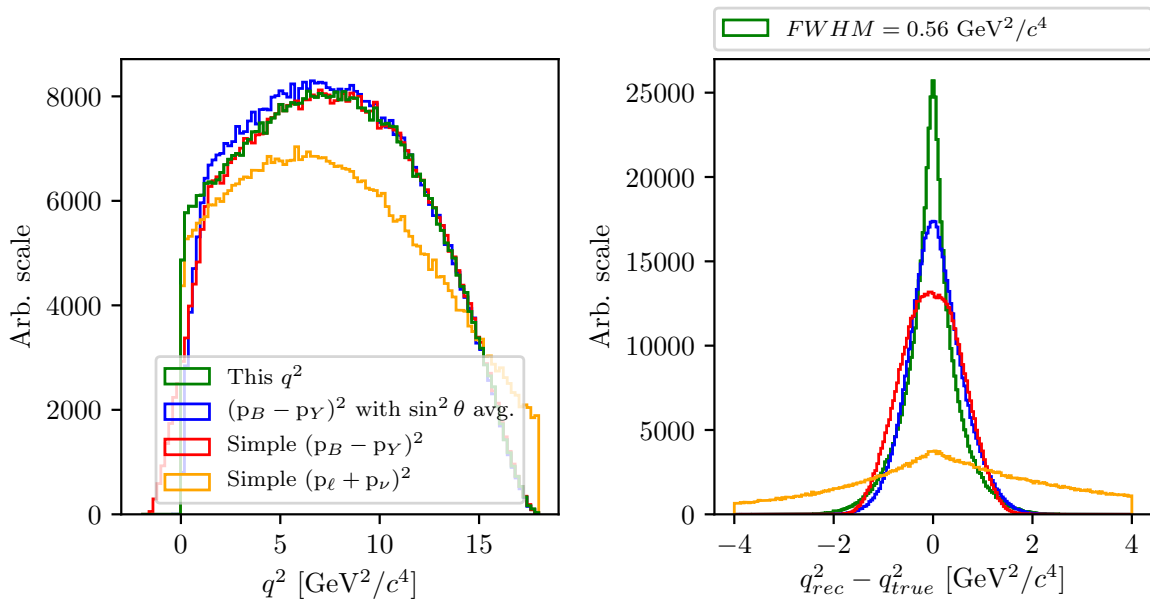 8000
6000
4000
2000
0
Arb. scale
0 5 10 15
q² [GeV²/c⁴]
This q²
(p_B − p_Y)² with sin² θ avg.
Simple (p_B − p_Y)²
Simple (p_ℓ + p_ν)²
FWHM = 0.56 GeV²/c⁴
25000
20000
15000
10000
5000
0
Arb. scale
−4 −2 0 2 4
q²_rec − q²_true [GeV²/c⁴]